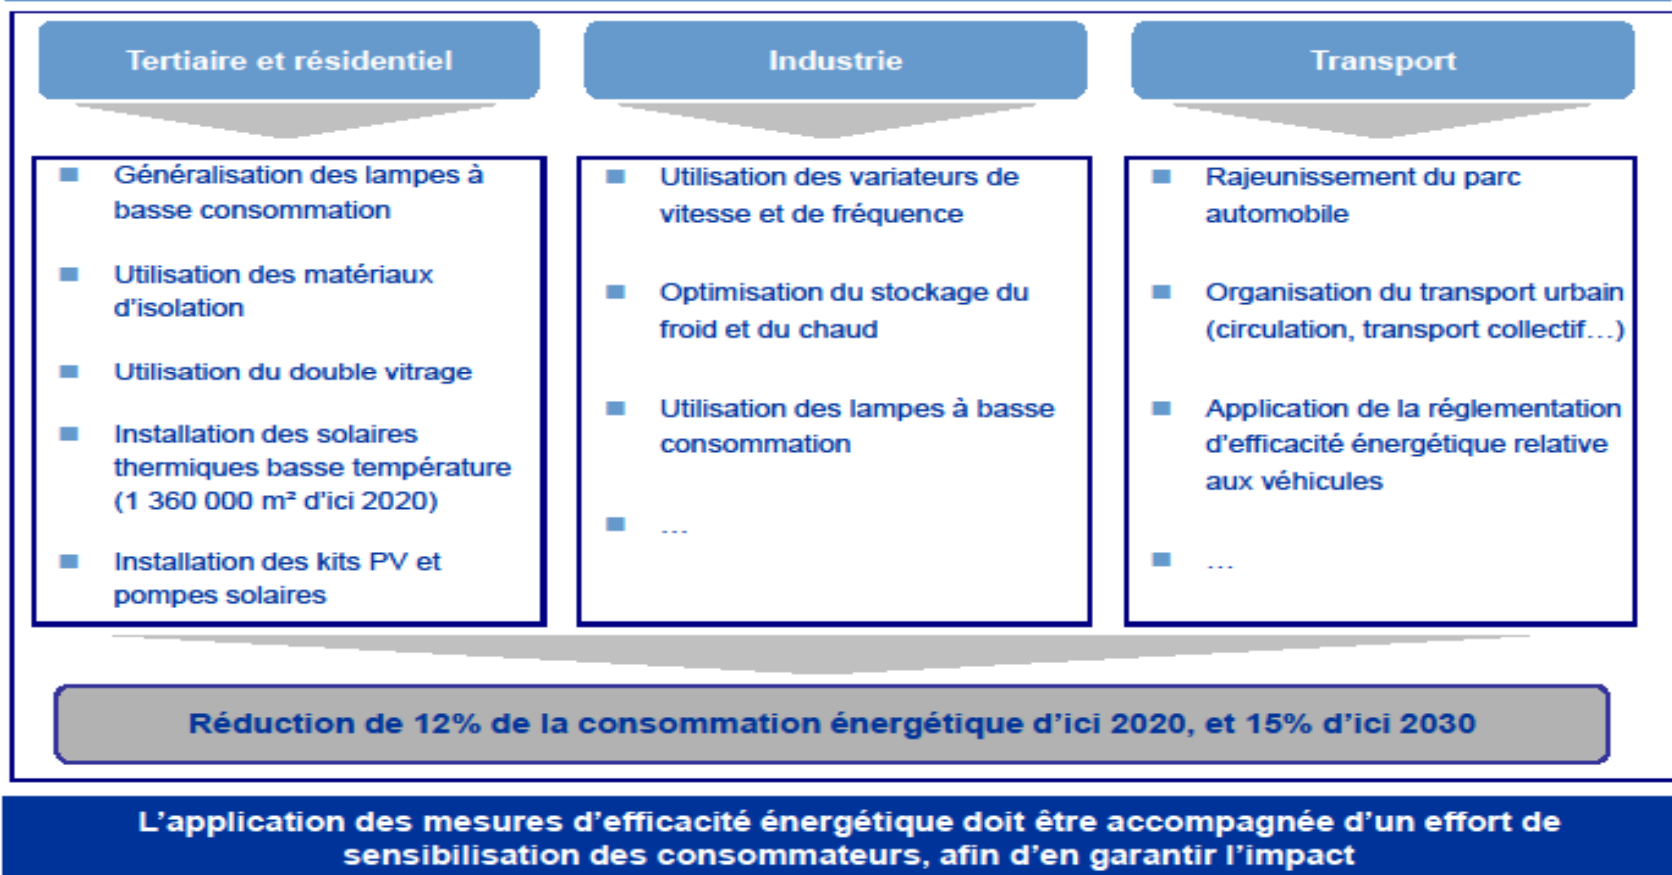 Tertiaire et résidentiel
Généralisation des lampes à
basse consommation
Utilisation des matériaux
d'isolation
Utilisation du double vitrage
Installation des solaires
thermiques basse température
(1 360 000 m² d'ici 2020)
Installation des kits PV et
pompes solaires
Industrie
Utilisation des variateurs de
vitesse et de fréquence
Optimisation du stockage du
froid et du chaud
Utilisation des lampes à basse
consommation
…
Transport
Rajeunissement du parc
automobile
Organisation du transport urbain
(circulation, transport collectif…)
Application de la réglementation
d'efficacité énergétique relative
aux véhicules
…
Réduction de 12% de la consommation énergétique d'ici 2020, et 15% d'ici 2030
L'application des mesures d'efficacité énergétique doit être accompagnée d'un effort de
sensibilisation des consommateurs, afin d'en garantir l'impact